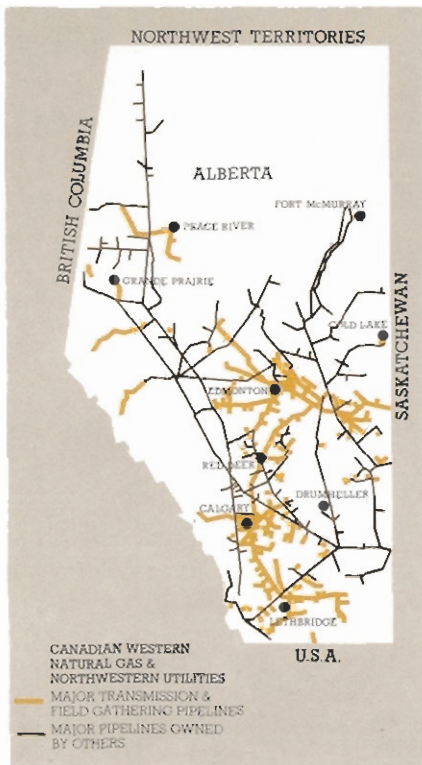 NORTHWEST TERRITORIES
BRITISH COLUMBIA
ALBERTA
FORT McMURRAY
PEACE RIVER
GRANDE PRAIRIE
COLD LAKE
SASKATCHEWAN
EDMONTON
RED DEER
DRUMHELLER
CALGARY
LETHBRIDGE
U.S.A.
CANADIAN WESTERN
NATURAL GAS &
NORTHWESTERN UTILITIES
MAJOR TRANSMISSION &
FIELD GATHERING PIPELINES
MAJOR PIPELINES OWNED
BY OTHERS